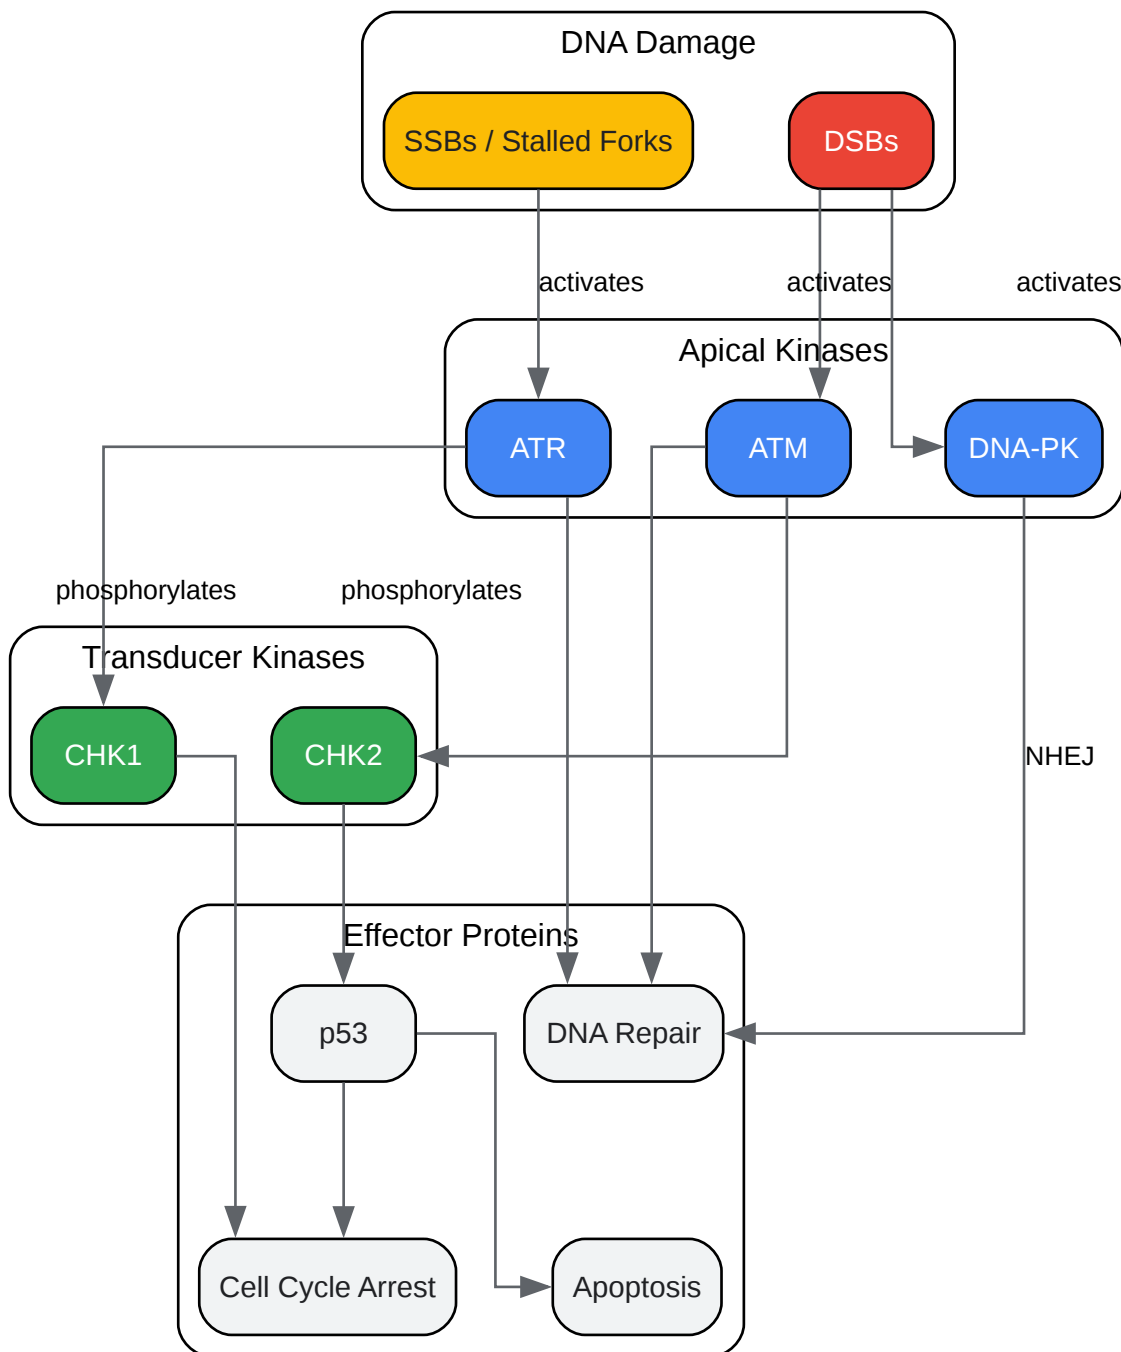 DNA Damage
SSBs / Stalled Forks
DSBs
activates
activates
activates
Apical Kinases
ATR
ATM
DNA-PK
phosphorylates
phosphorylates
Transducer Kinases
CHK1
CHK2
NHEJ
Effector Proteins
p53
DNA Repair
Cell Cycle Arrest
Apoptosis